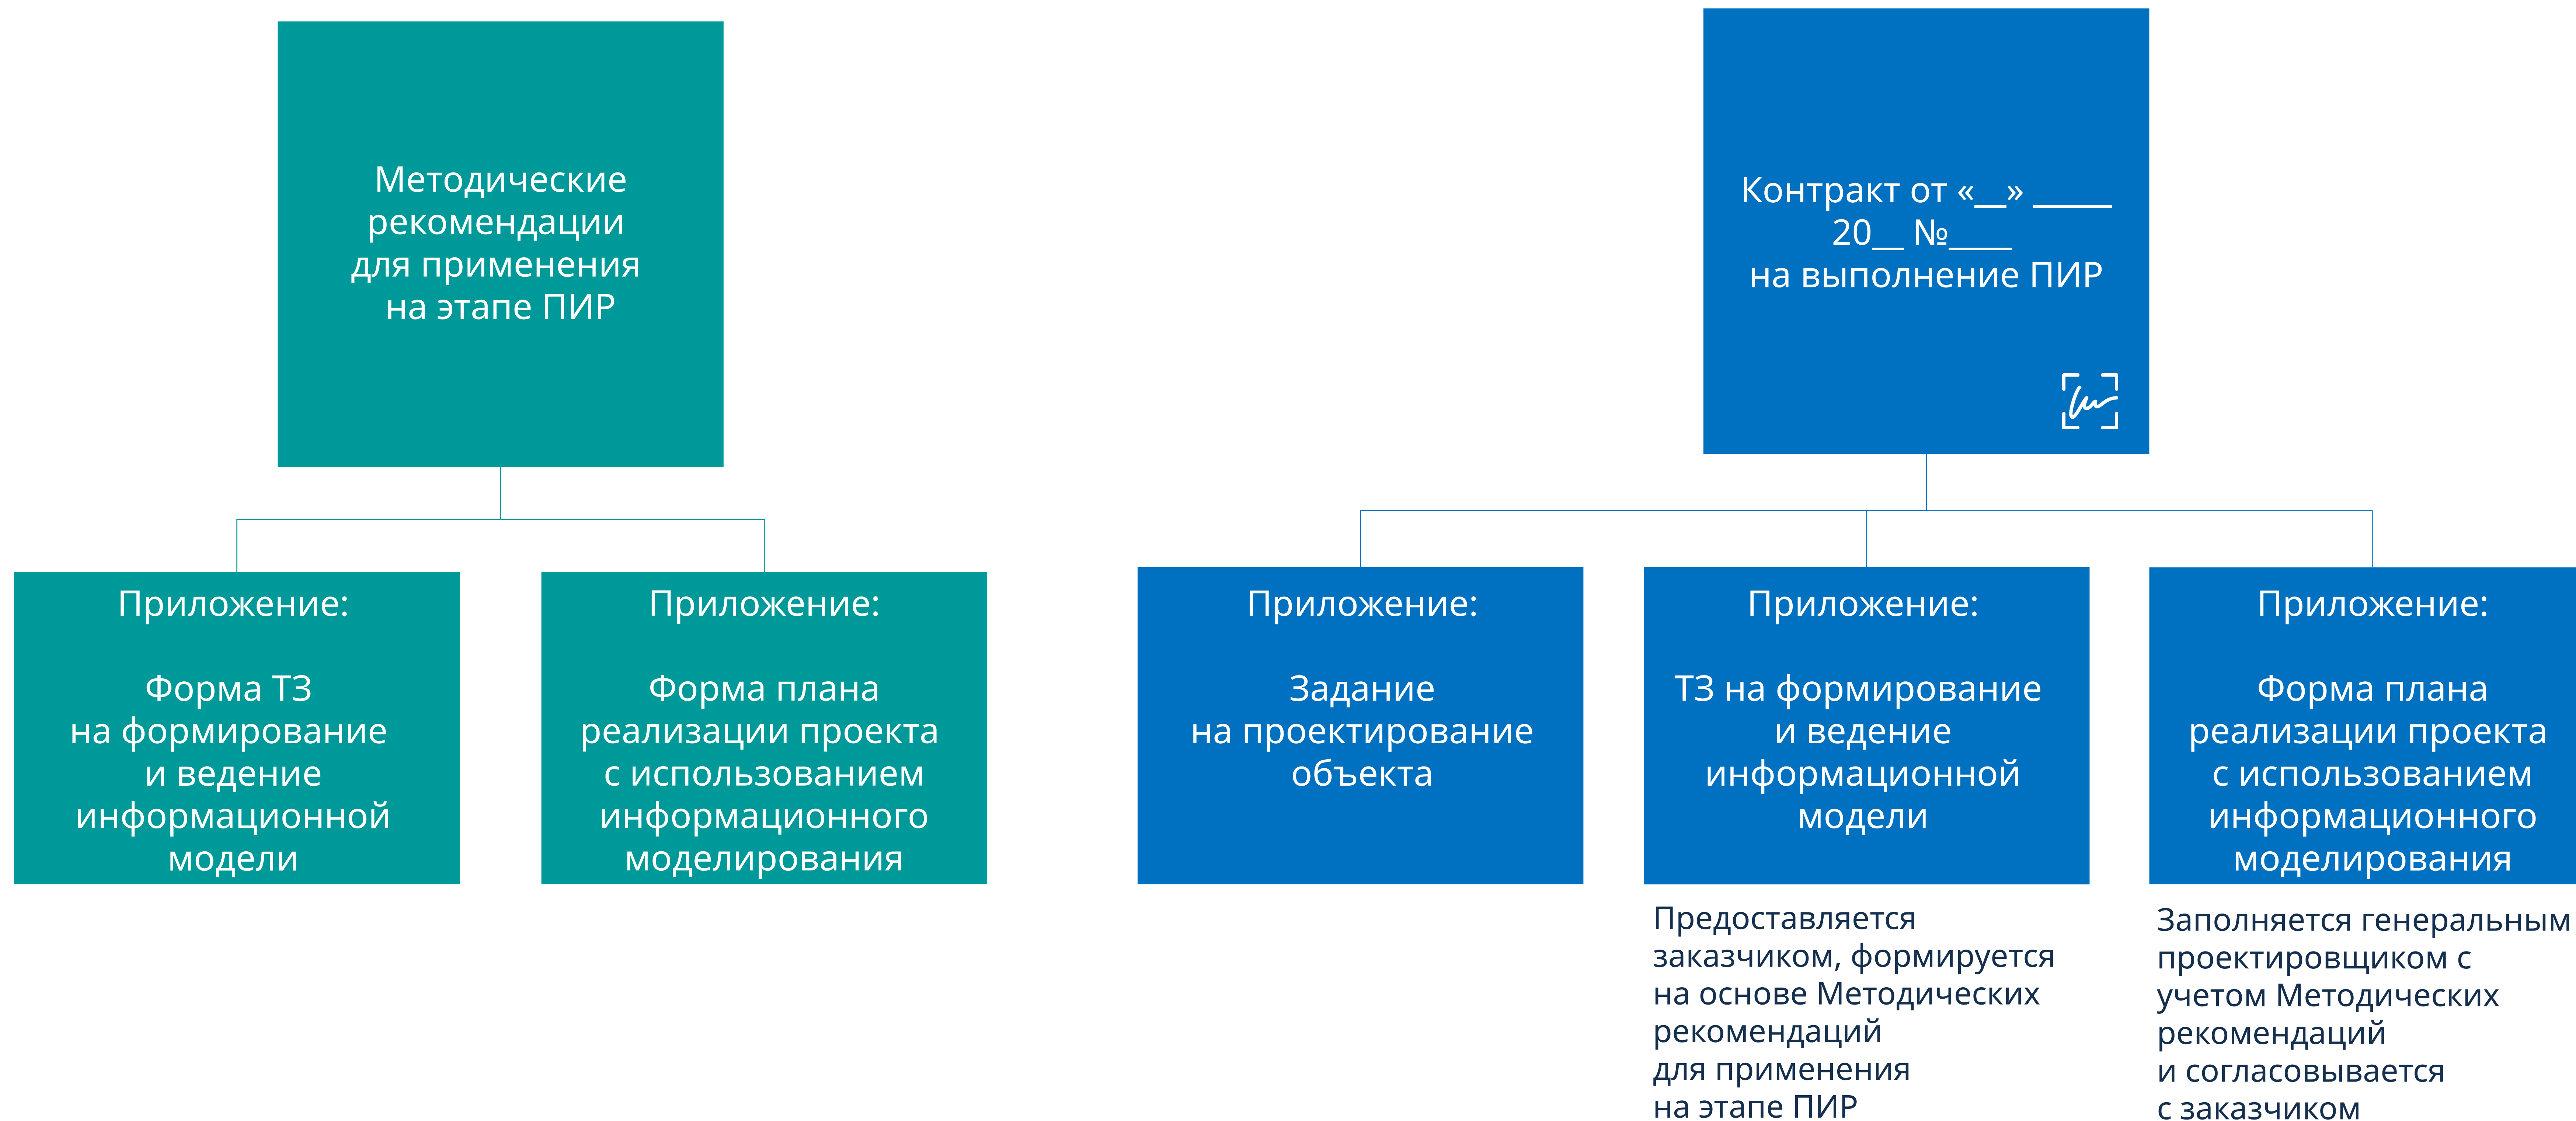 Методические
рекомендации
для применения
на этапе ПИР
Контракт от «__» _____
20__ №____
на выполнение ПИР
Приложение:
Форма ТЗ
на формирование
и ведение
информационной
модели
Приложение:
Форма плана
реализации проекта
с использованием
информационного
моделирования
Приложение:
Задание
на проектирование
объекта
Приложение:
ТЗ на формирование
и ведение
информационной
модели
Приложение:
Форма плана
реализации проекта
с использованием
информационного
моделирования
Предоставляется
заказчиком, формируется
на основе Методических
рекомендаций
для применения
на этапе ПИР
Заполняется генеральным
проектировщиком с
учетом Методических
рекомендаций
и согласовывается
с заказчиком